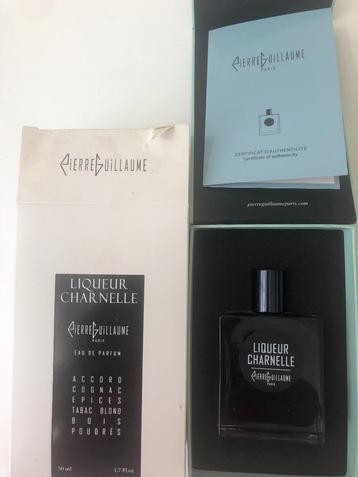 PIERREGUILLAUME
LIQUEUR
CHARNELLE
PIERREGUILLAUME
PARIS
EAU DE PARFUM
ACCORD
COGNAC
EPICES
TABAC BLOND
BOIS
POUDRÉS
50 ml
1,7 Fl oz.
PIERREGUILLAUME
PARIS
CERTIFICAT D'AUTHENTICITÉ
Certificate of authenticity
pierreguillaumeparis.com
LIQUEUR
CHARNELLE
PIERREGUILLAUME
PARIS